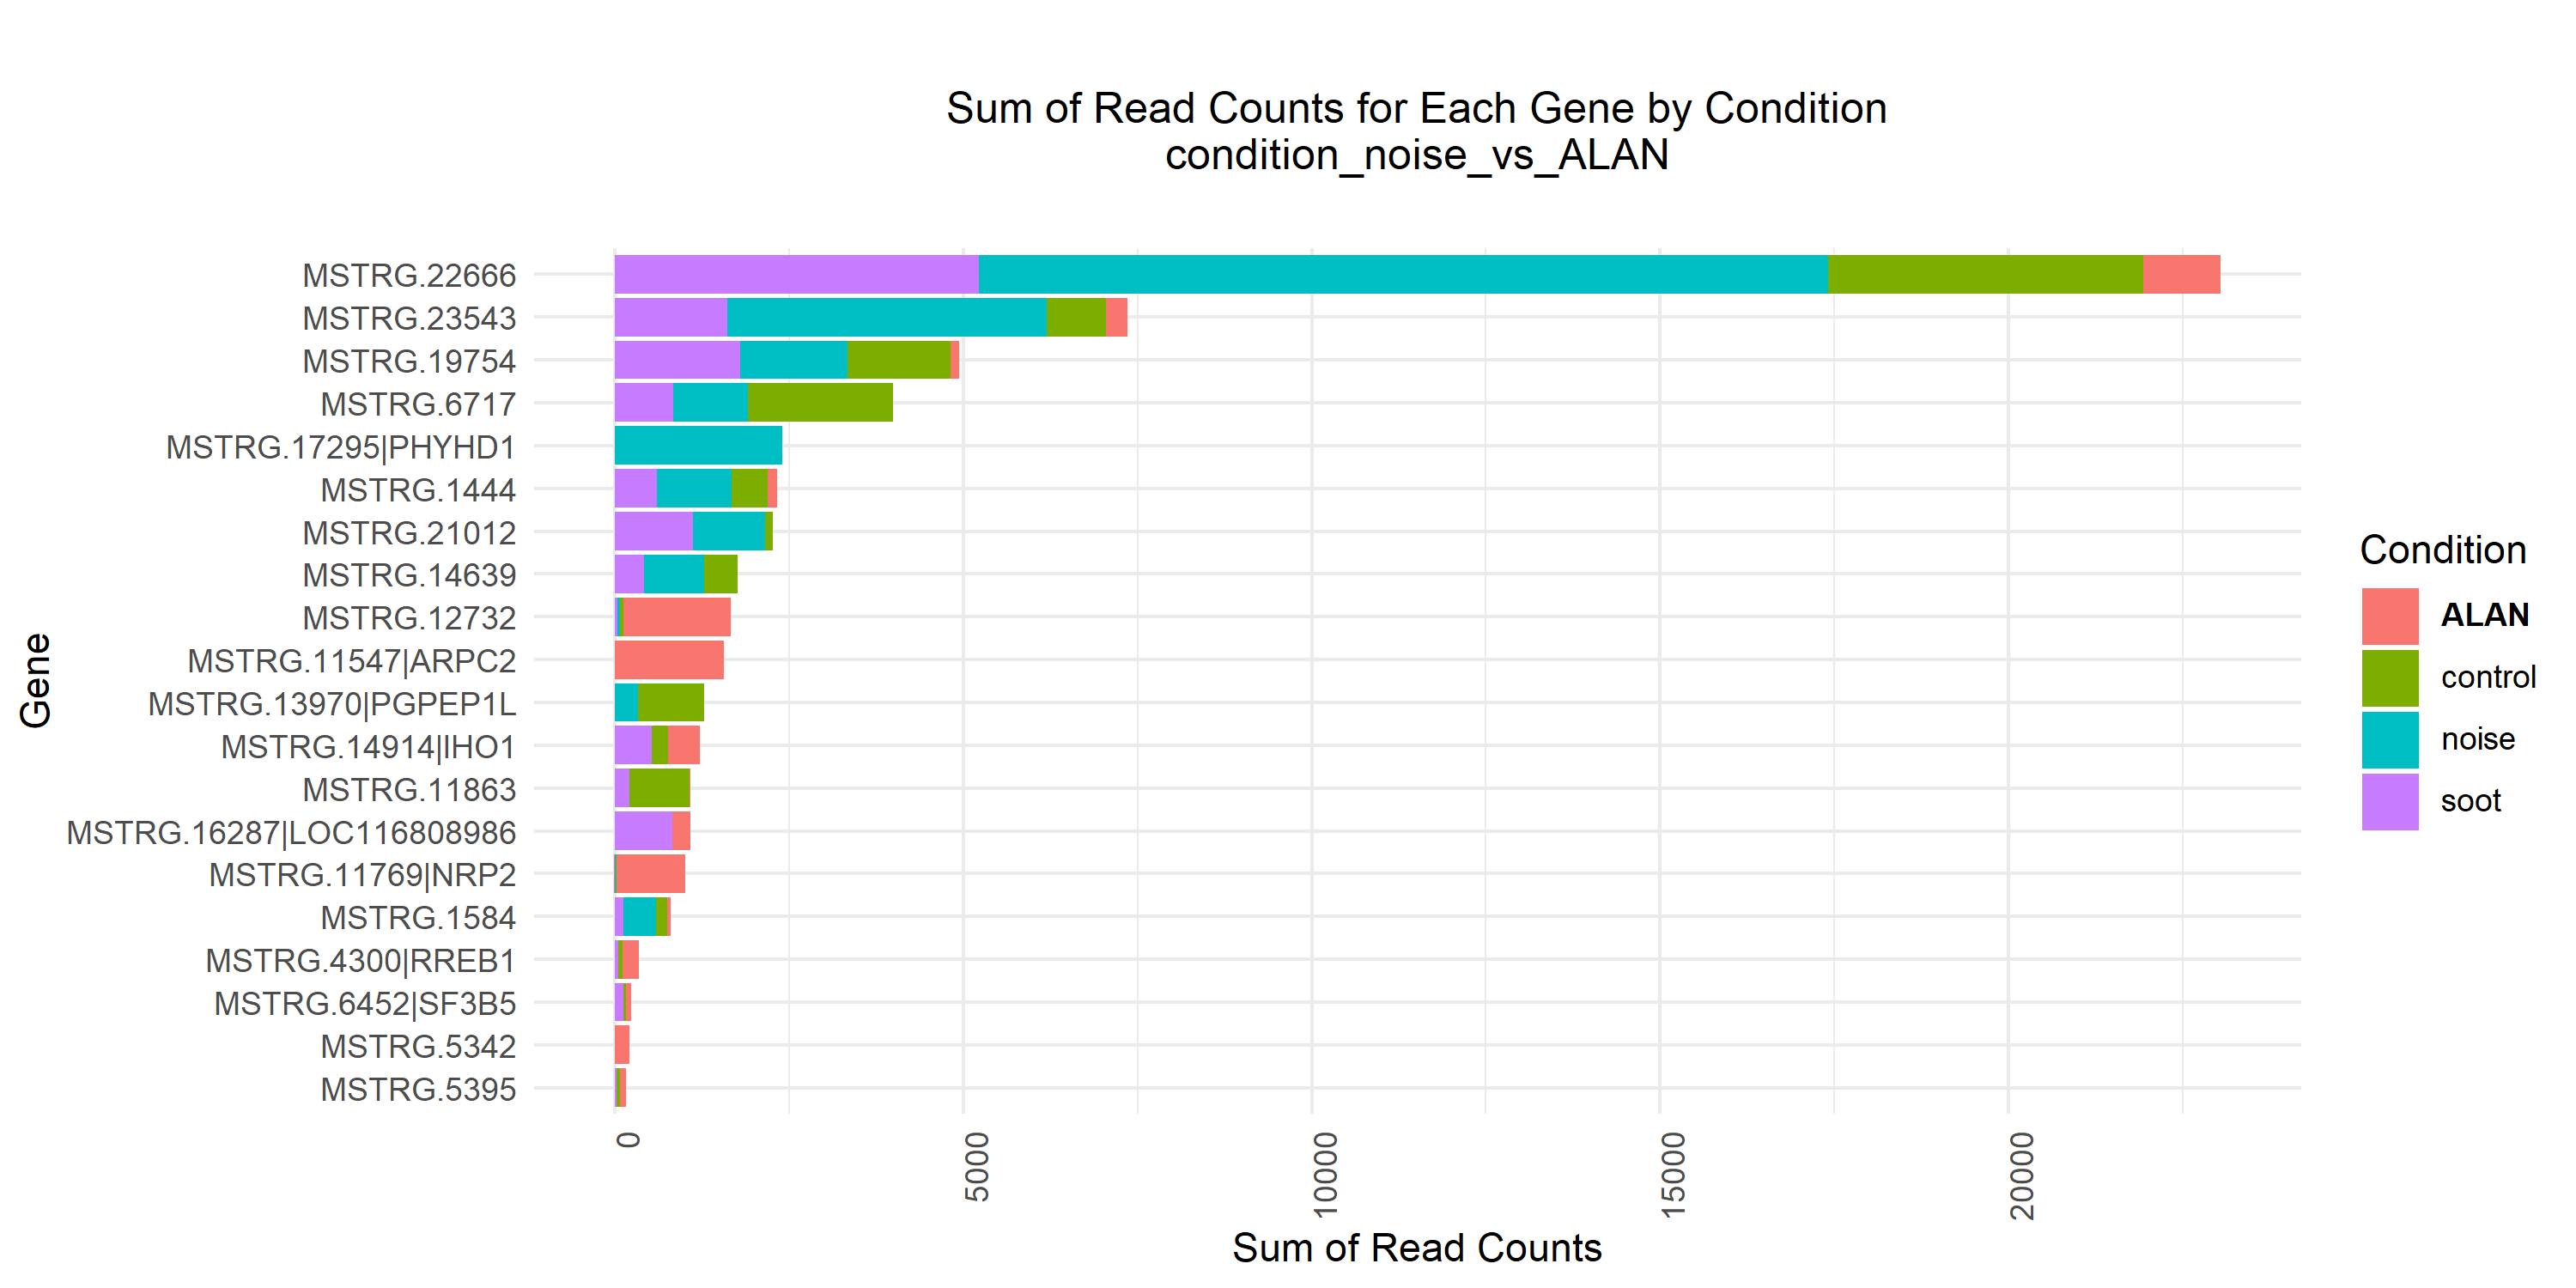 Sum of Read Counts for Each Gene by Condition
condition_noise_vs_ALAN
Gene
MSTRG.22666
MSTRG.23543
MSTRG.19754
MSTRG.6717
MSTRG.17295|PHYHD1
MSTRG.1444
MSTRG.21012
MSTRG.14639
MSTRG.12732
MSTRG.11547|ARPC2
MSTRG.13970|PGPEP1L
MSTRG.14914|IHO1
MSTRG.11863
MSTRG.16287|LOC116808986
MSTRG.11769|NRP2
MSTRG.1584
MSTRG.4300|RREB1
MSTRG.6452|SF3B5
MSTRG.5342
MSTRG.5395
0
5000
10000
15000
20000
Sum of Read Counts
Condition
ALAN
control
noise
soot